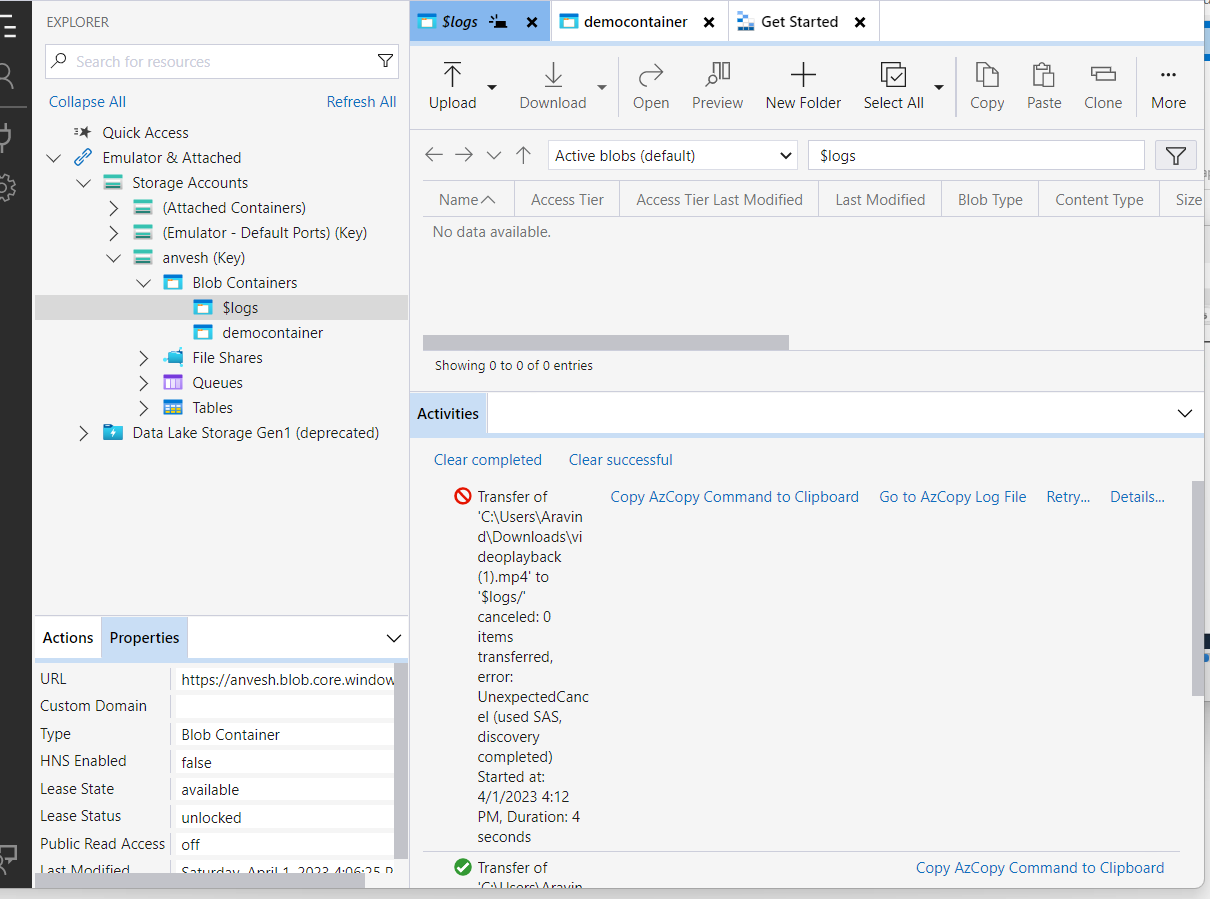 EXPLORER
Search for resources
Collapse All
Refresh All
Quick Access
Emulator & Attached
Storage Accounts
(Attached Containers)
(Emulator - Default Ports) (Key)
anvesh (Key)
Blob Containers
$logs
democontainer
File Shares
Queues
Tables
Data Lake Storage Gen1 (deprecated)
Actions
Properties
URL
https://anvesh.blob.core.window
Custom Domain
Type
Blob Container
HNS Enabled
false
Lease State
available
Lease Status
unlocked
Public Read Access
off
Last Modified
Saturday, April 1, 2023 4:06:25 P
$logs
democontainer
Get Started
Upload
Download
Open
Preview
New Folder
Select All
Copy
Paste
Clone
More
Active blobs (default)
$logs
Name
Access Tier
Access Tier Last Modified
Last Modified
Blob Type
Content Type
Size
No data available.
Showing 0 to 0 of 0 entries
Activities
Clear completed
Clear successful
Transfer of
'C:\Users\Aravin
d\Downloads\vi
deoplayback
(1).mp4' to
'$logs/'
canceled: 0
items
transferred,
error:
UnexpectedCanc
el (used SAS,
discovery
completed)
Started at:
4/1/2023 4:12
PM, Duration: 4
seconds
Copy AzCopy Command to Clipboard
Go to AzCopy Log File
Retry...
Details...
Transfer of
'C:\Users\Aravin
Copy AzCopy Command to Clipboard